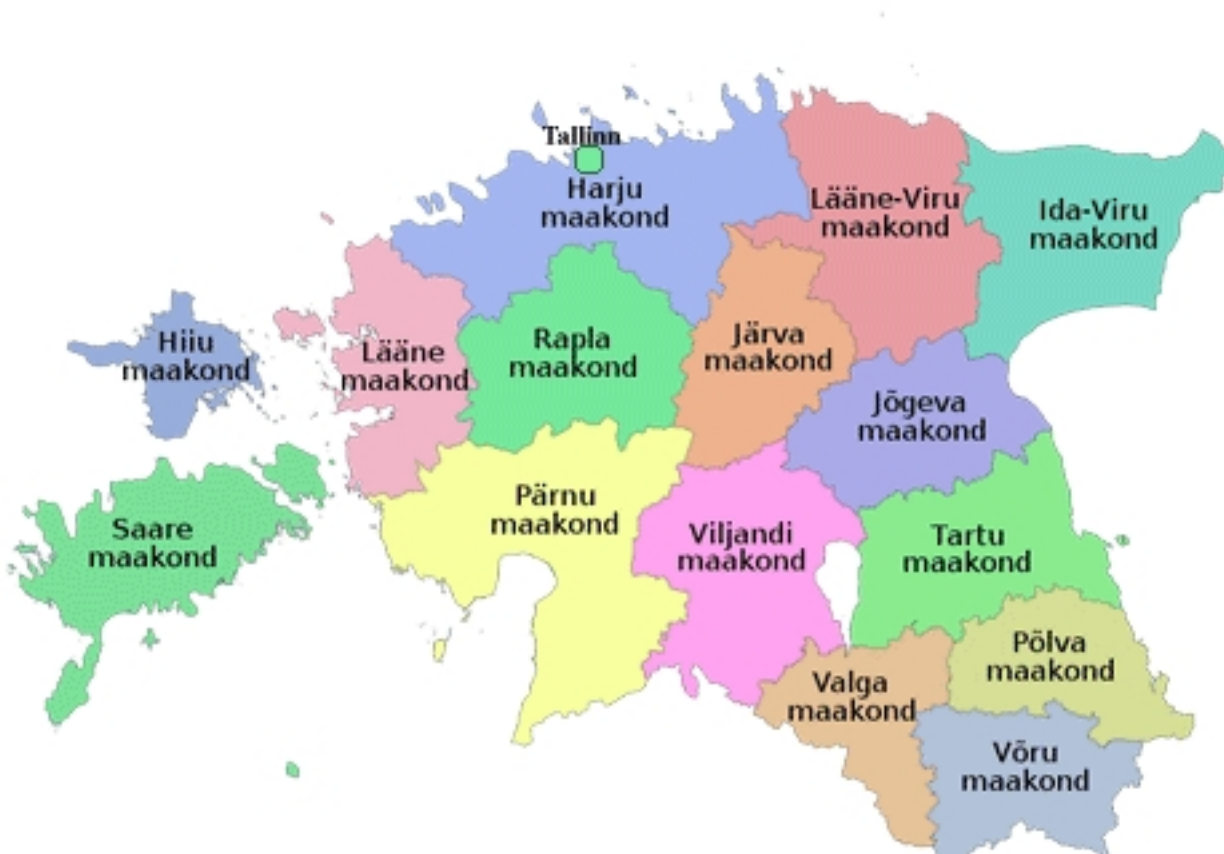 Tallinn
Harju
maakond
Lääne-Viru
maakond
Ida-Viru
maakond
Hiiu
maakond
Lääne
maakond
Rapla
maakond
Järva
maakond
Jõgeva
maakond
Saare
maakond
Pärnu
maakond
Viljandi
maakond
Tartu
maakond
Põlva
maakond
Valga
maakond
Võru
maakond